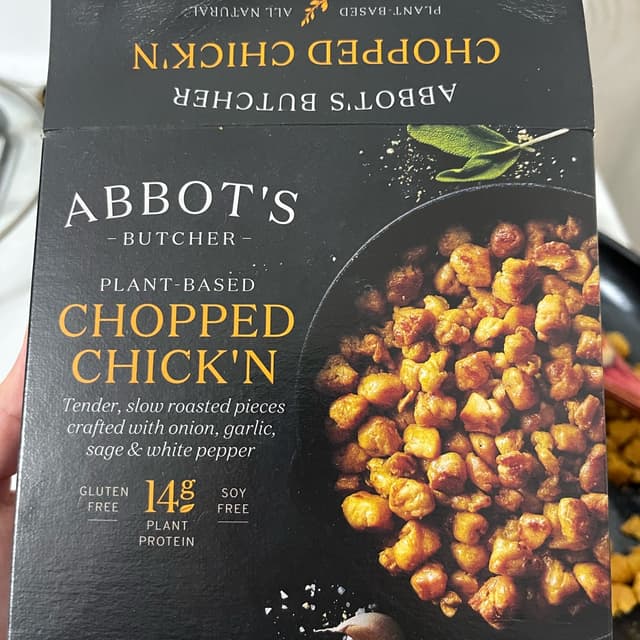 PLANT-BASED ALL NATURAL
CHOPPED CHICK'N
ABBOT'S BUTCHER
ABBOT'S
- BUTCHER -
PLANT-BASED
CHOPPED
CHICK'N
Tender, slow roasted pieces
crafted with onion, garlic,
sage & white pepper
GLUTEN
FREE
14g
PLANT
PROTEIN
SOY
FREE